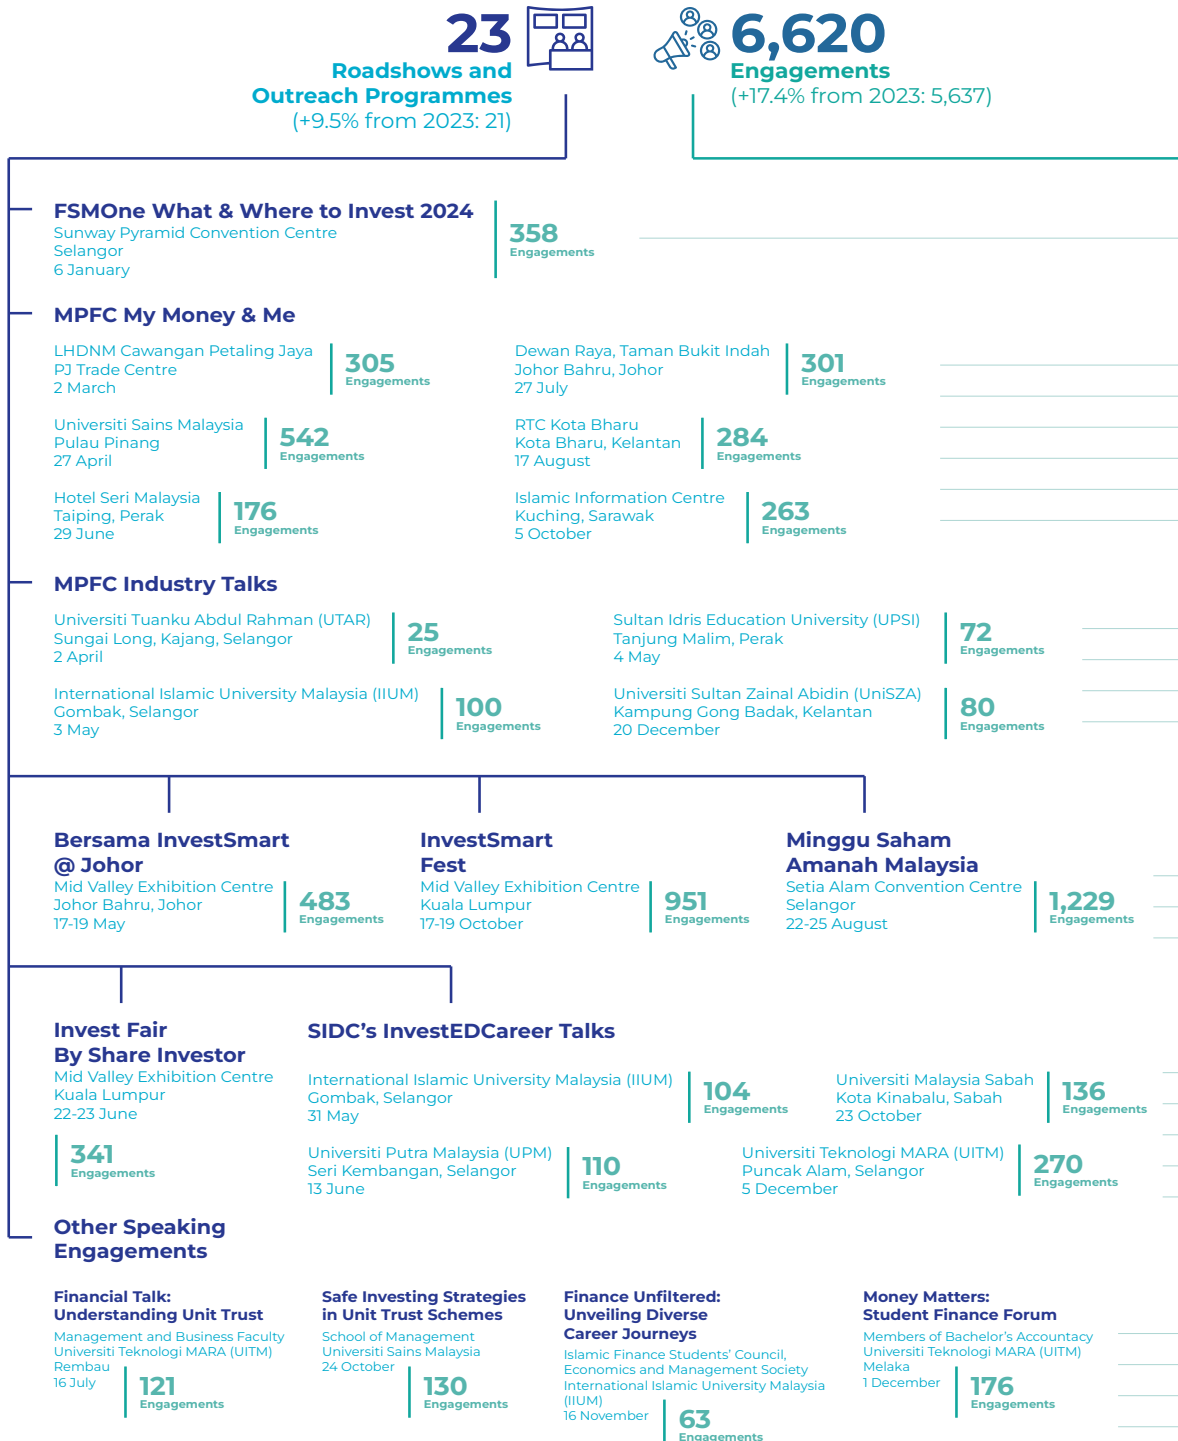 23
Roadshows and
Outreach Programmes
(+9.5% from 2023: 21)
6,620
Engagements
(+17.4% from 2023: 5,637)
FSMOne What & Where to Invest 2024
Sunway Pyramid Convention Centre
Selangor
6 January
358
Engagements
MPFC My Money & Me
LHDNM Cawangan Petaling Jaya
PJ Trade Centre
2 March
305
Engagements
Dewan Raya, Taman Bukit Indah
Johor Bahru, Johor
27 July
301
Engagements
Universiti Sains Malaysia
Pulau Pinang
27 April
542
Engagements
RTC Kota Bharu
Kota Bharu, Kelantan
17 August
284
Engagements
Hotel Seri Malaysia
Taiping, Perak
29 June
176
Engagements
Islamic Information Centre
Kuching, Sarawak
5 October
263
Engagements
MPFC Industry Talks
Universiti Tuanku Abdul Rahman (UTAR)
Sungai Long, Kajang, Selangor
2 April
25
Engagements
Sultan Idris Education University (UPSI)
Tanjung Malim, Perak
4 May
72
Engagements
International Islamic University Malaysia (IIUM)
Gombak, Selangor
3 May
100
Engagements
Universiti Sultan Zainal Abidin (UniSZA)
Kampung Gong Badak, Kelantan
20 December
80
Engagements
Bersama InvestSmart
@ Johor
Mid Valley Exhibition Centre
Johor Bahru, Johor
17-19 May
483
Engagements
InvestSmart
Fest
Mid Valley Exhibition Centre
Kuala Lumpur
17-19 October
951
Engagements
Minggu Saham
Amanah Malaysia
Setia Alam Convention Centre
Selangor
22-25 August
1,229
Engagements
Invest Fair
By Share Investor
Mid Valley Exhibition Centre
Kuala Lumpur
22-23 June
341
Engagements
SIDC's InvestEDCareer Talks
International Islamic University Malaysia (IIUM)
Gombak, Selangor
31 May
104
Engagements
Universiti Malaysia Sabah
Kota Kinabalu, Sabah
23 October
136
Engagements
Universiti Putra Malaysia (UPM)
Seri Kembangan, Selangor
13 June
110
Engagements
Universiti Teknologi MARA (UITM)
Puncak Alam, Selangor
5 December
270
Engagements
Other Speaking
Engagements
Financial Talk:
Understanding Unit Trust
Management and Business Faculty
Universiti Teknologi MARA (UITM)
Rembau
16 July
121
Engagements
Safe Investing Strategies
in Unit Trust Schemes
School of Management
Universiti Sains Malaysia
24 October
130
Engagements
Finance Unfiltered:
Unveiling Diverse
Career Journeys
Islamic Finance Students' Council,
Economics and Management Society
International Islamic University Malaysia
(IIUM)
16 November
63
Engagements
Money Matters:
Student Finance Forum
Members of Bachelor's Accountacy
Universiti Teknologi MARA (UITM)
Melaka
1 December
176
Engagements